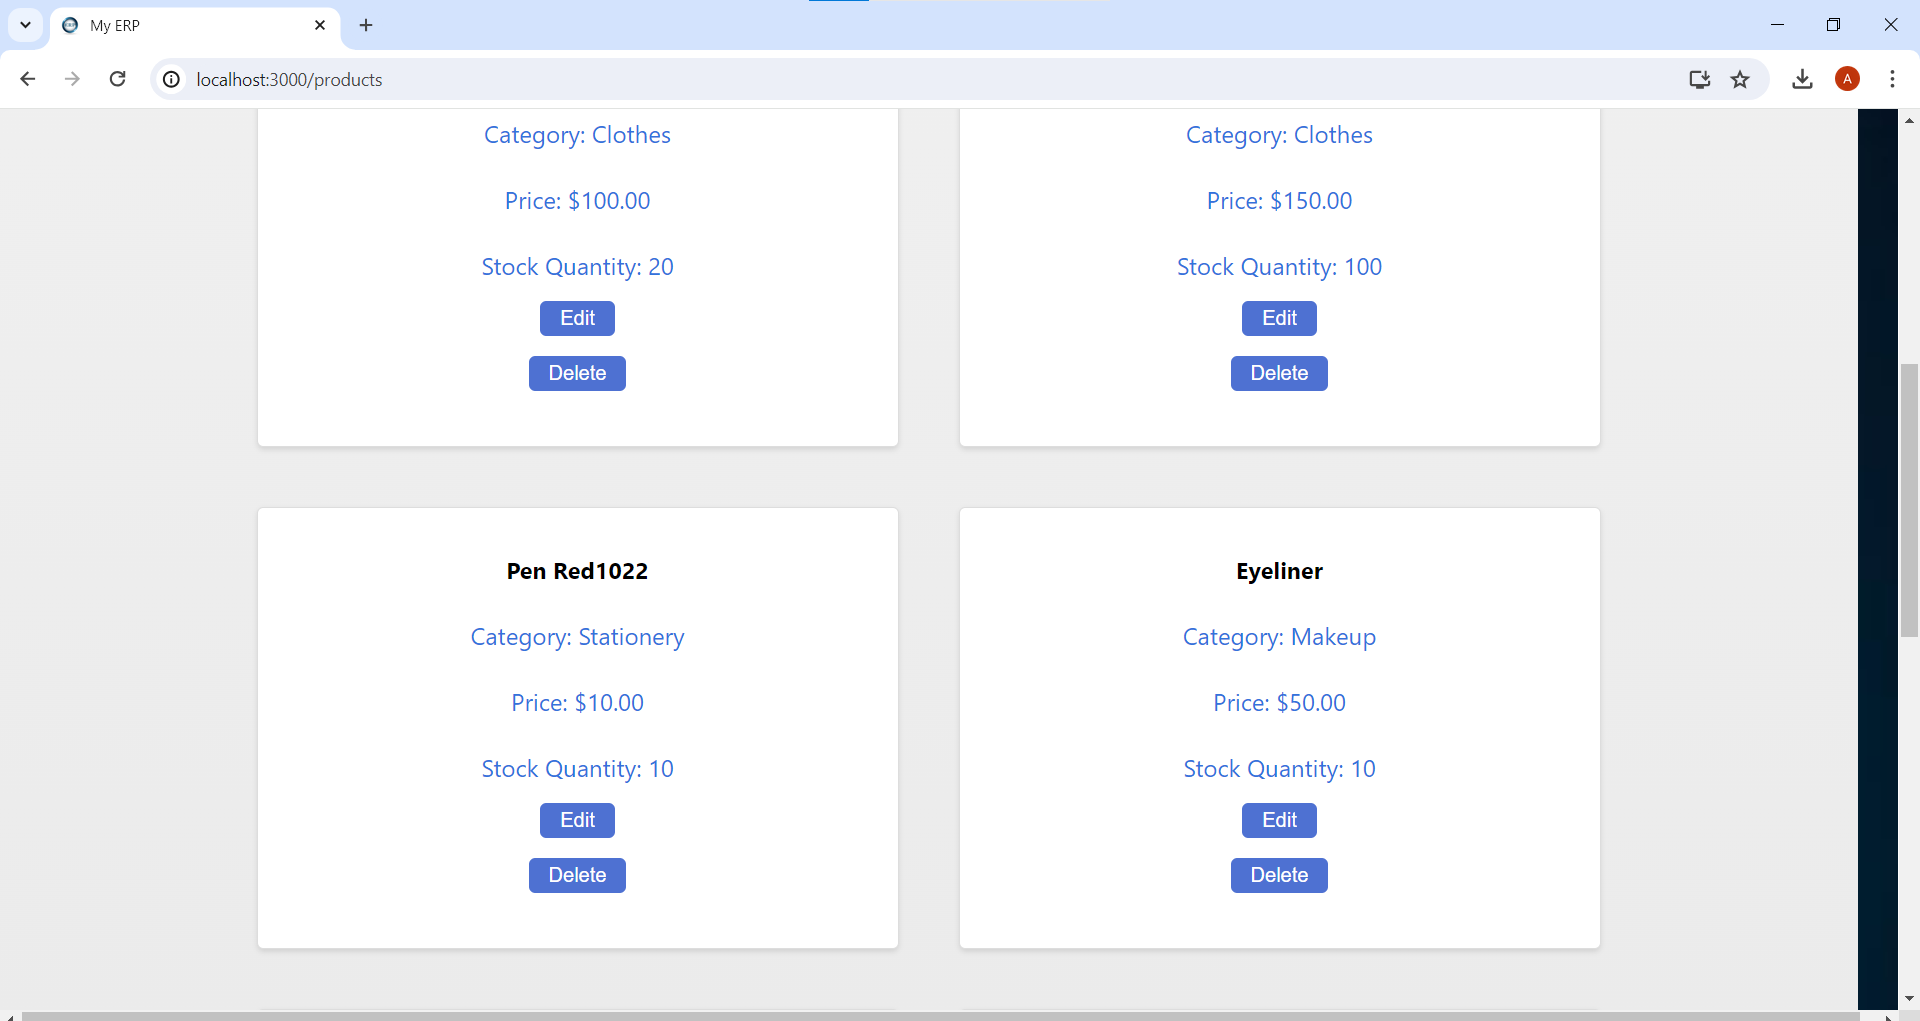 My ERP
localhost:3000/products
A
Category: Clothes
Price: $100.00
Stock Quantity: 20
Edit
Delete
Category: Clothes
Price: $150.00
Stock Quantity: 100
Edit
Delete
Pen Red1022
Category: Stationery
Price: $10.00
Stock Quantity: 10
Edit
Delete
Eyeliner
Category: Makeup
Price: $50.00
Stock Quantity: 10
Edit
Delete